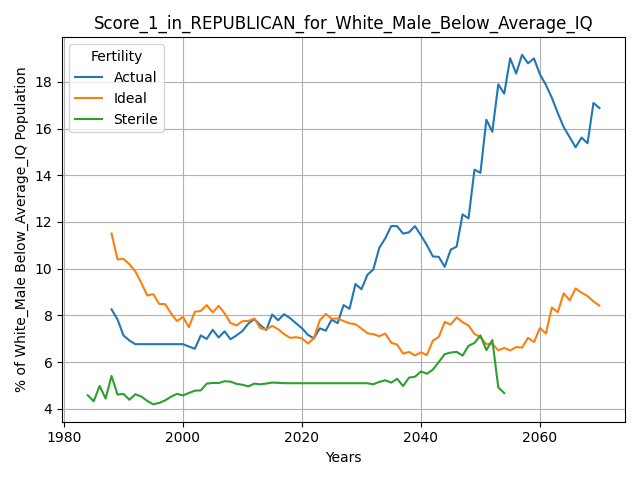 Score_1_in_REPUBLICAN_for_White_Male_Below_Average_IQ
% of White_Male Below_Average_IQ Population
18
16
14
12
10
8
6
4
Fertility
Actual
Ideal
Sterile
1980
2000
2020
2040
2060
Years